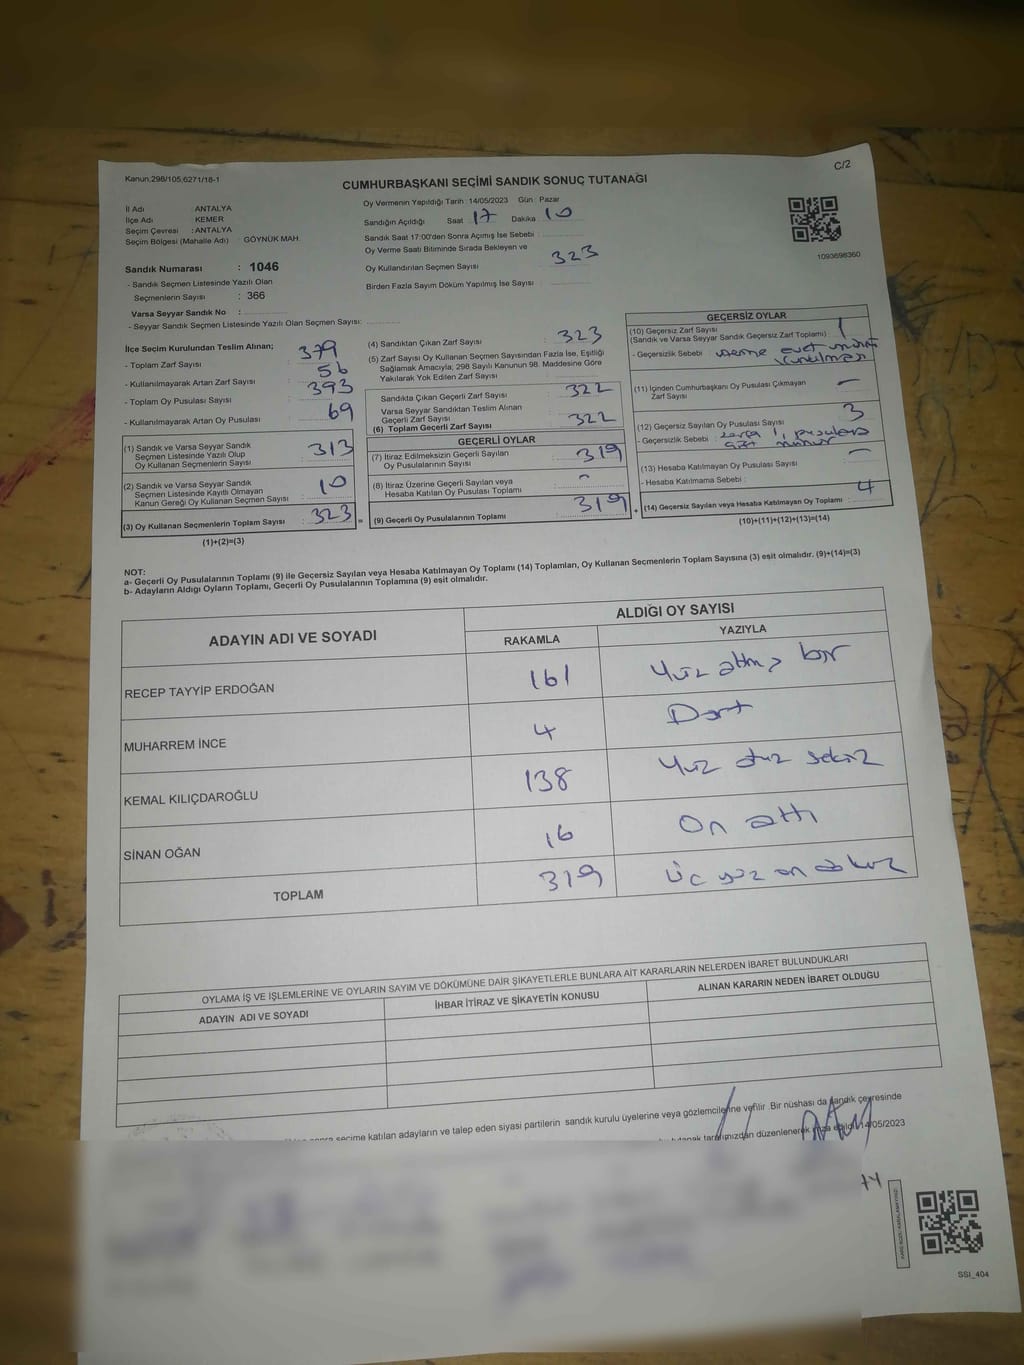 Kanun:298/105,6271/18-1
C/2
CUMHURBAŞKANI SEÇİMİ SANDIK SONUÇ TUTANAĞI
İl Adı : ANTALYA
İlçe Adı : KEMER
Seçim Çevresi : ANTALYA
Seçim Bölgesi (Mahalle Adı) : GÖYNÜK MAH.
Sandık Numarası : 1046
- Sandık Seçmen Listesinde Yazılı Olan
Seçmenlerin Sayısı : 366
Varsa Seyyar Sandık No :
- Seyyar Sandık Seçmen Listesinde Yazılı Olan Seçmen Sayısı:
Oy Vermenin Yapıldığı Tarih : 14/05/2023 Gün : Pazar
Sandığın Açıldığı Saat 17 Dakika 10
Sandık Saat 17:00'den Sonra Açımış İse Sebebi :
Oy Verme Saati Bitiminde Sırada Bekleyen ve
Oy Kullandırılan Seçmen Sayısı : 323
Birden Fazla Sayım Döküm Yapılmış İse Sayısı :
1093698360
İlçe Seçim Kurulundan Teslim Alınan;
- Toplam Zarf Sayısı : 379
- Kullanılmayarak Artan Zarf Sayısı : 56
- Toplam Oy Pusulası Sayısı : 393
- Kullanılmayarak Artan Oy Pusulası : 69
(1) Sandık ve Varsa Seyyar Sandık
Seçmen Listesinde Yazılı Olup
Oy Kullanan Seçmenlerin Sayısı : 313
(2) Sandık ve Varsa Seyyar Sandık
Seçmen Listesinde Kayıtlı Olmayan
Kanun Gereği Oy Kullanan Seçmen Sayısı : 10
(3) Oy Kullanan Seçmenlerin Toplam Sayısı : 323
(1)+(2)=(3)
(4) Sandıktan Çıkan Zarf Sayısı : 323
(5) Zarf Sayısı Oy Kullanan Seçmen Sayısından Fazla İse, Eşitliği
Sağlamak Amacıyla; 298 Sayılı Kanunun 98. Maddesine Göre
Yakılarak Yok Edilen Zarf Sayısı :
Sandıkta Çıkan Geçerli Zarf Sayısı : 322
Varsa Seyyar Sandıktan Teslim Alınan
Geçerli Zarf Sayısı :
(6) Toplam Geçerli Zarf Sayısı : 322
GEÇERLİ OYLAR
(7) İtiraz Edilmeksizin Geçerli Sayılan
Oy Pusulalarının Sayısı : 319
(8) İtiraz Üzerine Geçerli Sayılan veya
Hesaba Katılan Oy Pusulası Toplamı : -
(9) Geçerli Oy Pusulalarının Toplamı : 319
GEÇERSİZ OYLAR
(10) Geçersiz Zarf Sayısı
(Sandık ve Varsa Seyyar Sandık Geçersiz Zarf Toplamı) : 1
- Geçersizlik Sebebi : üzerine evet mührü
vurulması
(11) İçinden Cumhurbaşkanı Oy Pusulası Çıkmayan
Zarf Sayısı : -
(12) Geçersiz Sayılan Oy Pusulası Sayısı : 3
- Geçersizlik Sebebi :
(13) Hesaba Katılmayan Oy Pusulası Sayısı : -
- Hesaba Katılmama Sebebi :
(14) Geçersiz Sayılan veya Hesaba Katılmayan Oy Toplamı : 4
(10)+(11)+(12)+(13)=(14)
NOT:
a- Geçerli Oy Pusulalarının Toplamı (9) ile Geçersiz Sayılan veya Hesaba Katılmayan Oy Toplamı (14) Toplamları, Oy Kullanan Seçmenlerin Toplam Sayısına (3) eşit olmalıdır. (9)+(14)=(3)
b- Adayların Aldığı Oyların Toplamı, Geçerli Oy Pusulalarının Toplamına (9) eşit olmalıdır.
ADAYIN ADI VE SOYADI
ALDIĞI OY SAYISI
RAKAMLA YAZIYLA
RECEP TAYYİP ERDOĞAN 161 Yüz altmış bir
MUHARREM İNCE 4 Dört
KEMAL KILIÇDAROĞLU 138 Yüz otuz sekiz
SİNAN OĞAN 16 On altı
TOPLAM 319 Üç yüz on dokuz
OYLAMA İŞ VE İŞLEMLERİNE VE OYLARIN SAYIM VE DÖKÜMÜNE DAİR ŞİKAYETLERLE BUNLARA AİT KARARLARIN NELERDEN İBARET BULUNDUKLARI
ADAYIN ADI VE SOYADI İHBAR İTİRAZ VE ŞİKAYETİN KONUSU ALINAN KARARIN NEDEN İBARET OLDUĞU
seçime katılan adayların ve talep eden siyasi partilerin sandık kurulu üyelerine veya gözlemcilerine verilir. Bir nüshası da sandık çevresinde
tarafımızdan düzenlenerek imza edildi. 14/05/2023
SSI_404